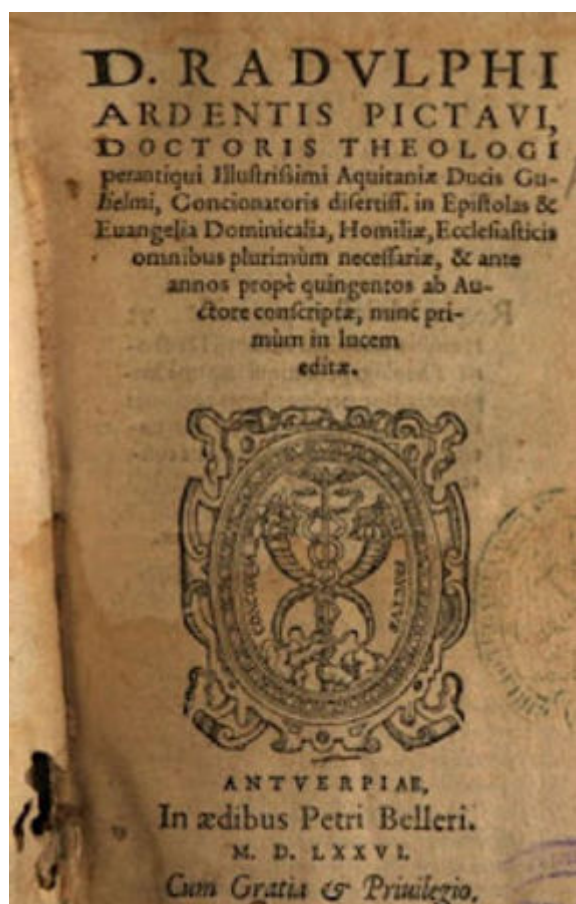 D. RADVLPHI
ARDENTIS PICTAVI,
DOCTORIS THEOLOGI
perantiqui Illustrissimi Aquitaniæ Ducis Gu-
lielmi, Concionatoris disertiss. in Epistolas &
Euangelia Dominicalia, Homiliæ, Ecclesiasticis
omnibus plurimùm necessariæ, & ante
annos propè quingentos ab Au-
ctore conscriptæ, nunc pri-
mùm in lucem
editæ.
CONCORDIÆ
FRVCTVS
ANTVERPIAE,
In ædibus Petri Belleri.
M. D. LXXVI.
Cum Gratia & Priuilegio.